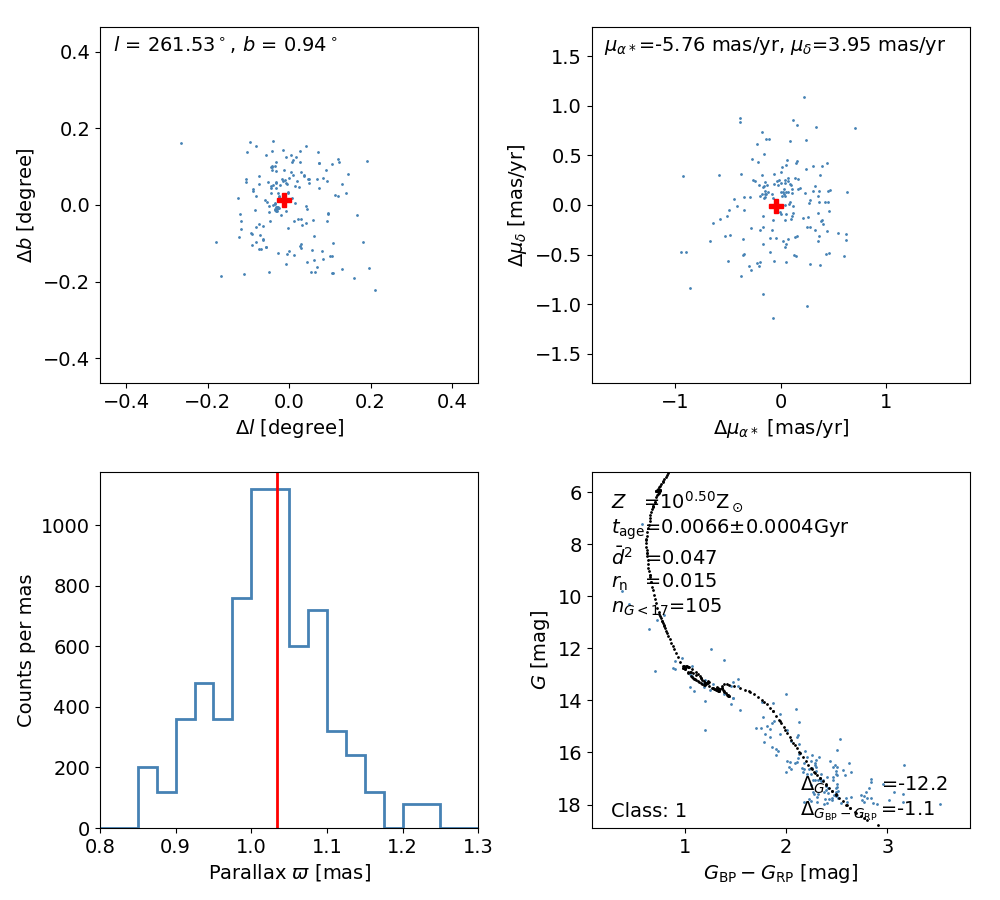 l = 261.53°, b = 0.94°
0.4
0.2
0.0
−0.2
−0.4
Δb [degree]
−0.4 −0.2 0.0 0.2 0.4
Δl [degree]
μα*=-5.76 mas/yr, μδ=3.95 mas/yr
1.5
1.0
0.5
0.0
−0.5
−1.0
−1.5
Δμδ [mas/yr]
−1 0 1
Δμα* [mas/yr]
1000
800
600
400
200
0
Counts per mas
0.8 0.9 1.0 1.1 1.2 1.3
Parallax ϖ [mas]
Z =10^0.50 Z⊙
t_age=0.0066±0.0004Gyr
d̄² =0.047
r_n =0.015
n_G<17=105
Δ_G =-12.2
Δ_GBP−GRP=-1.1
Class: 1
6
8
10
12
14
16
18
G [mag]
1 2 3
G_BP − G_RP [mag]